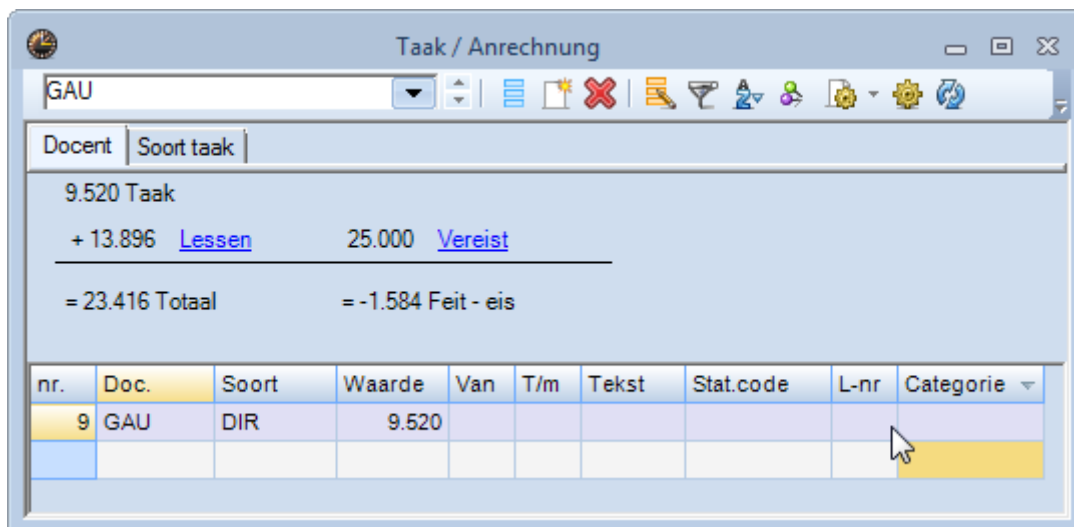 Taak / Anrechnung
GAU
Docent Soort taak
9.520 Taak
+ 13.896 Lessen 25.000 Vereist
= 23.416 Totaal = -1.584 Feit - eis
nr. Doc. Soort Waarde Van T/m Tekst Stat.code L-nr Categorie
9 GAU DIR 9.520